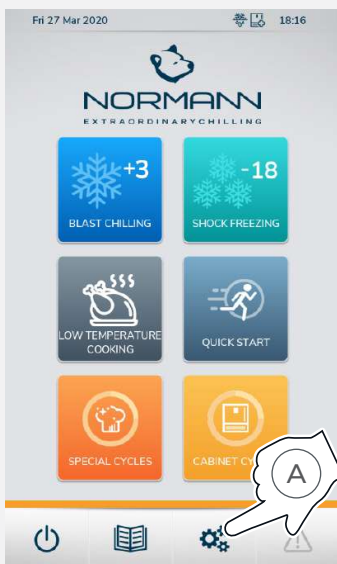 Fri 27 Mar 2020 18:16
NORMANN
EXTRAORDINARYCHILLING
+3
-18
BLAST CHILLING
SHOCK FREEZING
LOW TEMPERATURE
COOKING
QUICK START
SPECIAL CYCLES
CABINET CY
A